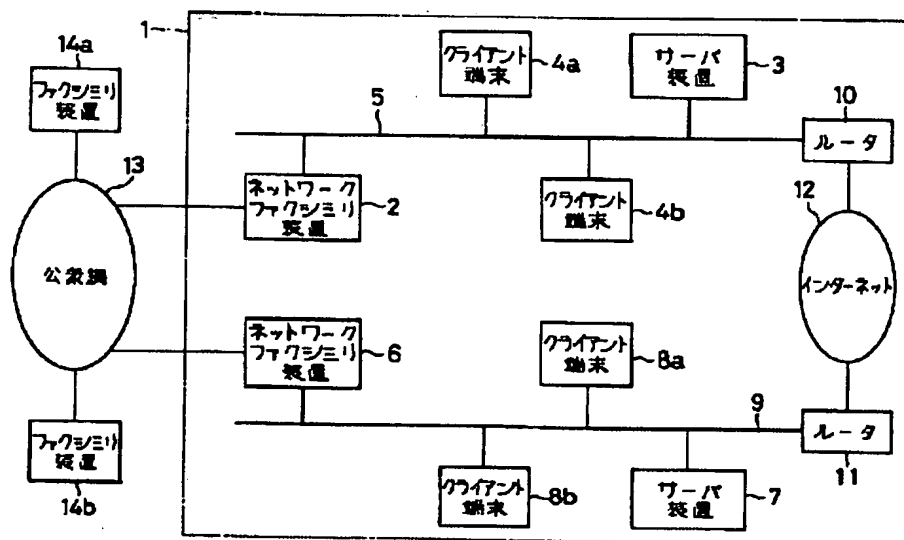 1
14a
ファクシミリ
装置
13
公衆網
ファクシミリ
装置
14b
クライアント
端末
4a
サーバ
装置
3
5
10
ルータ
ネットワーク
ファクシミリ
装置
2
クライアント
端末
4b
12
インターネット
ネットワーク
ファクシミリ
装置
6
クライアント
端末
8a
9
ルータ
11
クライアント
端末
8b
サーバ
装置
7